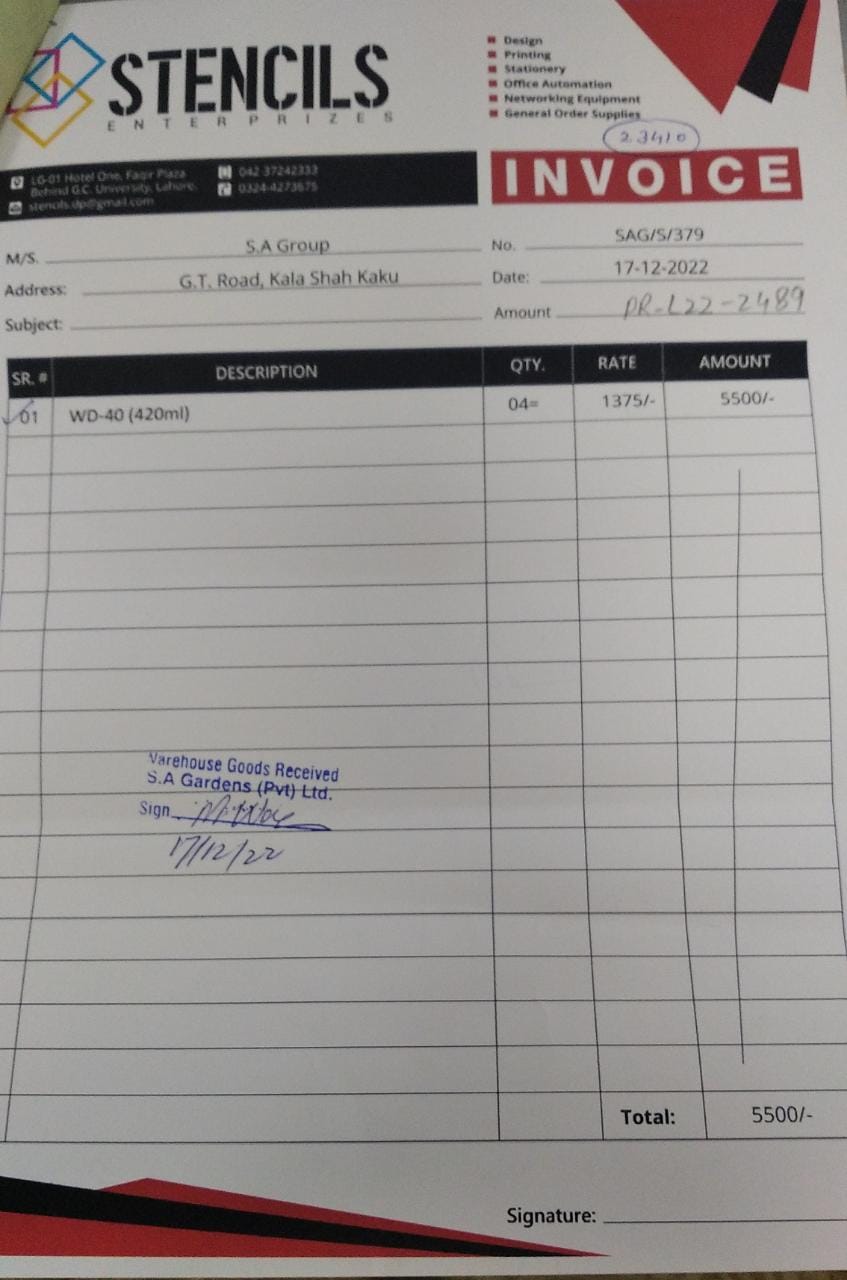 STENCILS
ENTERPRIZES
Design
Printing
Stationery
Office Automation
Networking Equipment
General Order Supplies
23410
LG-01 Hotel One, Faqir Plaza
Behind G.C. University, Lahore.
stencils.dp@gmail.com
042 37242333
0324-4273675
INVOICE
M/S. S.A Group
Address: G.T. Road, Kala Shah Kaku
Subject:
No. SAG/S/379
Date: 17-12-2022
Amount PR-L22-2489
SR. # DESCRIPTION QTY. RATE AMOUNT
01 WD-40 (420ml) 04= 1375/- 5500/-
Warehouse Goods Received
S.A Gardens (Pvt) Ltd.
Sign
17/12/22
Total: 5500/-
Signature: